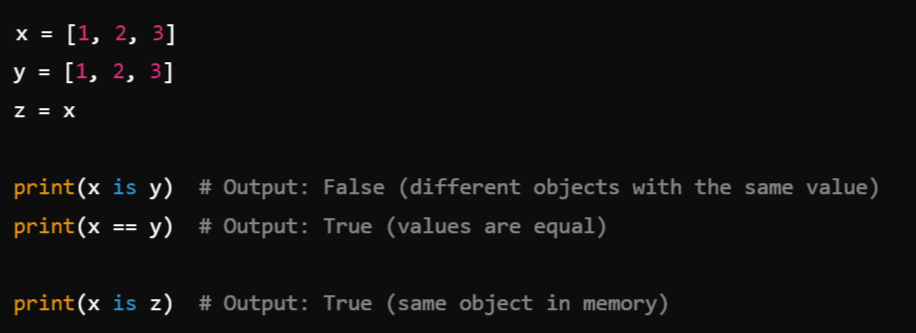 x = [1, 2, 3]
y = [1, 2, 3]
z = x
print(x is y)  # Output: False (different objects with the same value)
print(x == y)  # Output: True (values are equal)
print(x is z)  # Output: True (same object in memory)